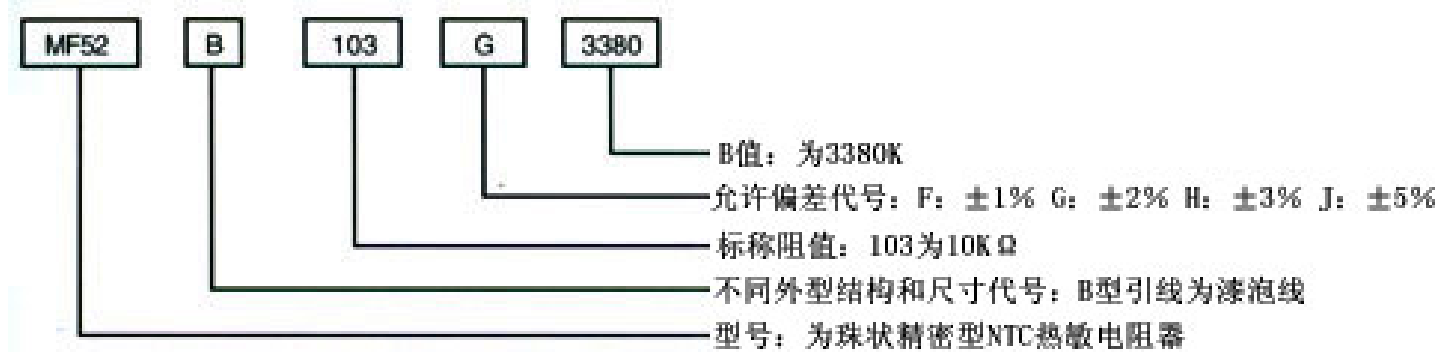 MF52 B 103 G 3380
B值：为3380K
允许偏差代号：F：±1% G：±2% H：±3% J：±5%
标称阻值：103为10KΩ
不同外型结构和尺寸代号：B型引线为漆泡线
型号：为珠状精密型NTC热敏电阻器